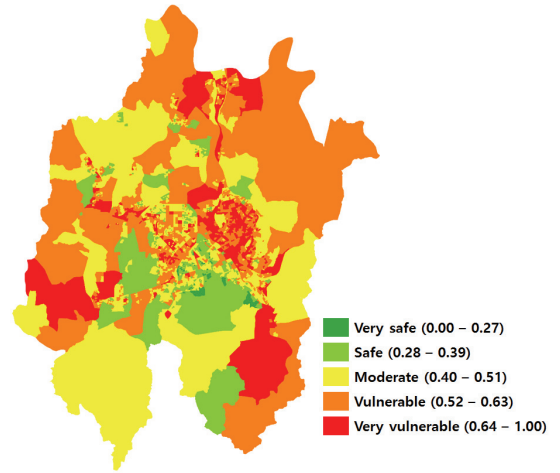 Very safe (0.00 – 0.27)
Safe (0.28 – 0.39)
Moderate (0.40 – 0.51)
Vulnerable (0.52 – 0.63)
Very vulnerable (0.64 – 1.00)